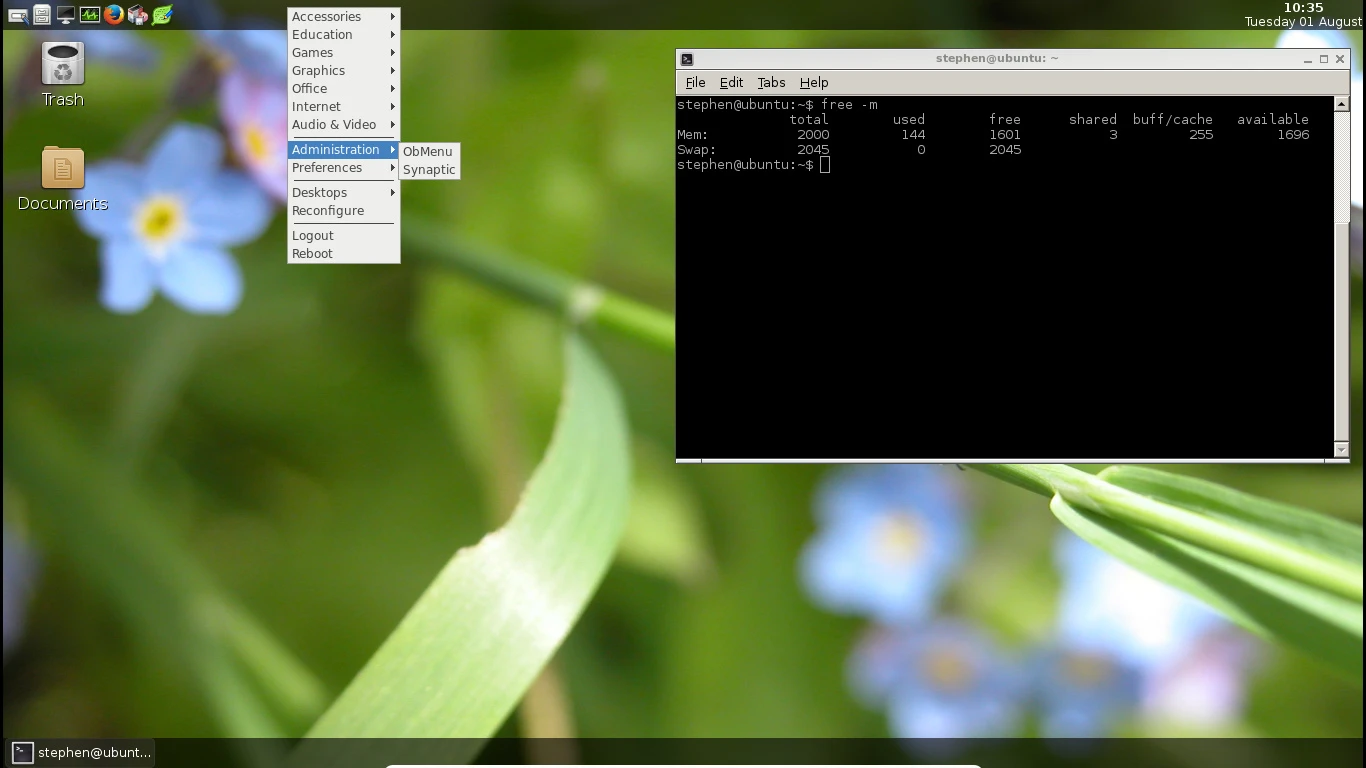 10:35
Tuesday 01 August
Trash
Documents
Accessories
Education
Games
Graphics
Office
Internet
Audio & Video
Administration
Preferences
Desktops
Reconfigure
Logout
Reboot
ObMenu
Synaptic
stephen@ubuntu: ~
File Edit Tabs Help
stephen@ubuntu:~$ free -m
total used free shared buff/cache available
Mem: 2000 144 1601 3 255 1696
Swap: 2045 0 2045
stephen@ubuntu:~$
stephen@ubunt...